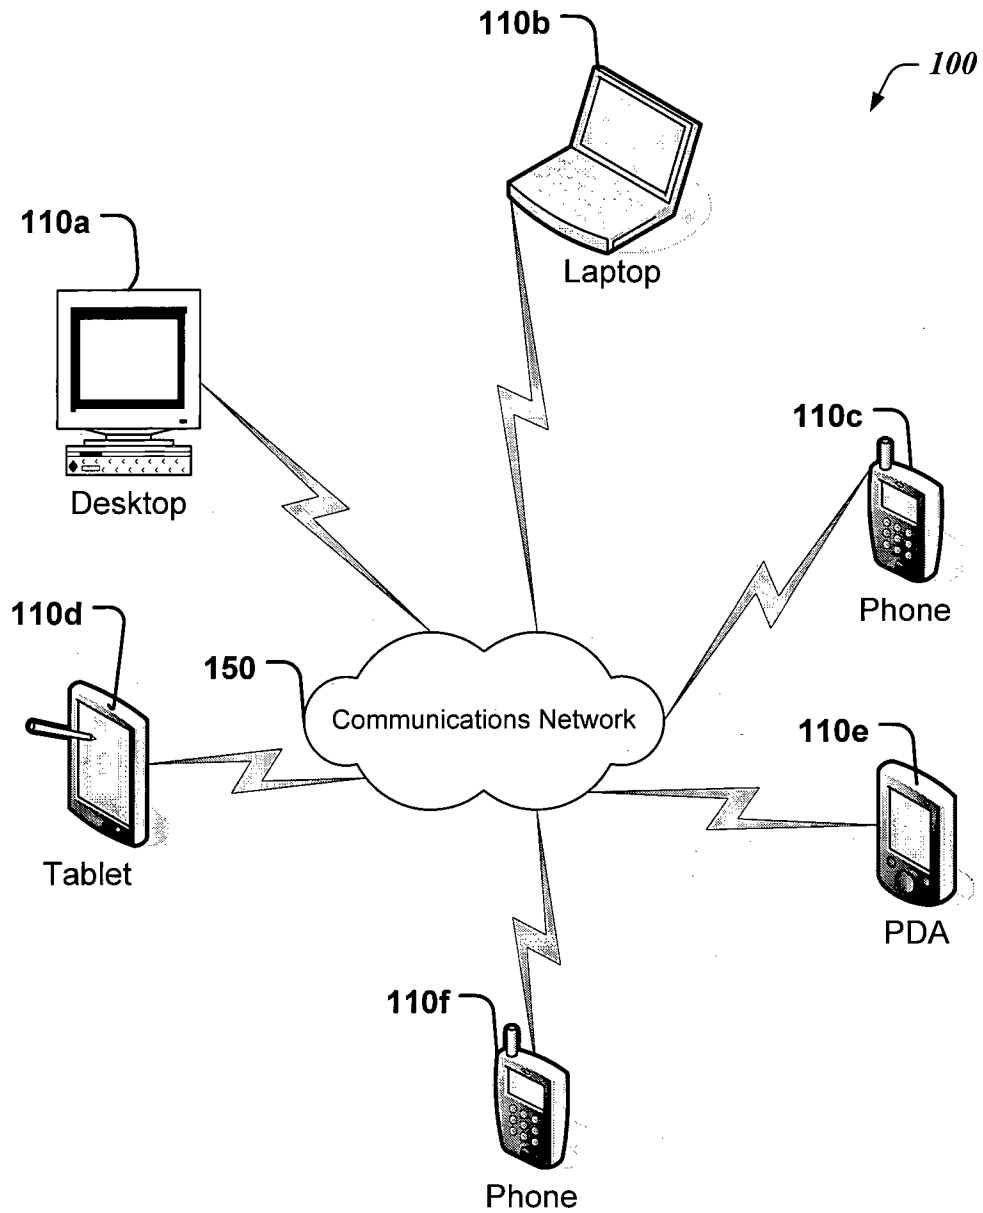 110b
100
Laptop
110a
Desktop
110c
Phone
110d
Tablet
150
Communications Network
110e
PDA
110f
Phone